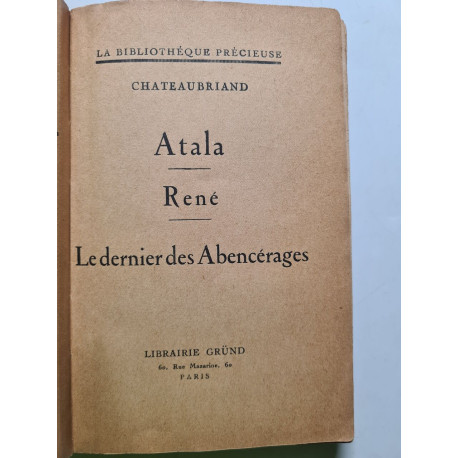 LA BIBLIOTHÈQUE PRÉCIEUSE
CHATEAUBRIAND
Atala
René
Le dernier des Abencérages
LIBRAIRIE GRÜND
60, Rue Mazarine, 60
PARIS